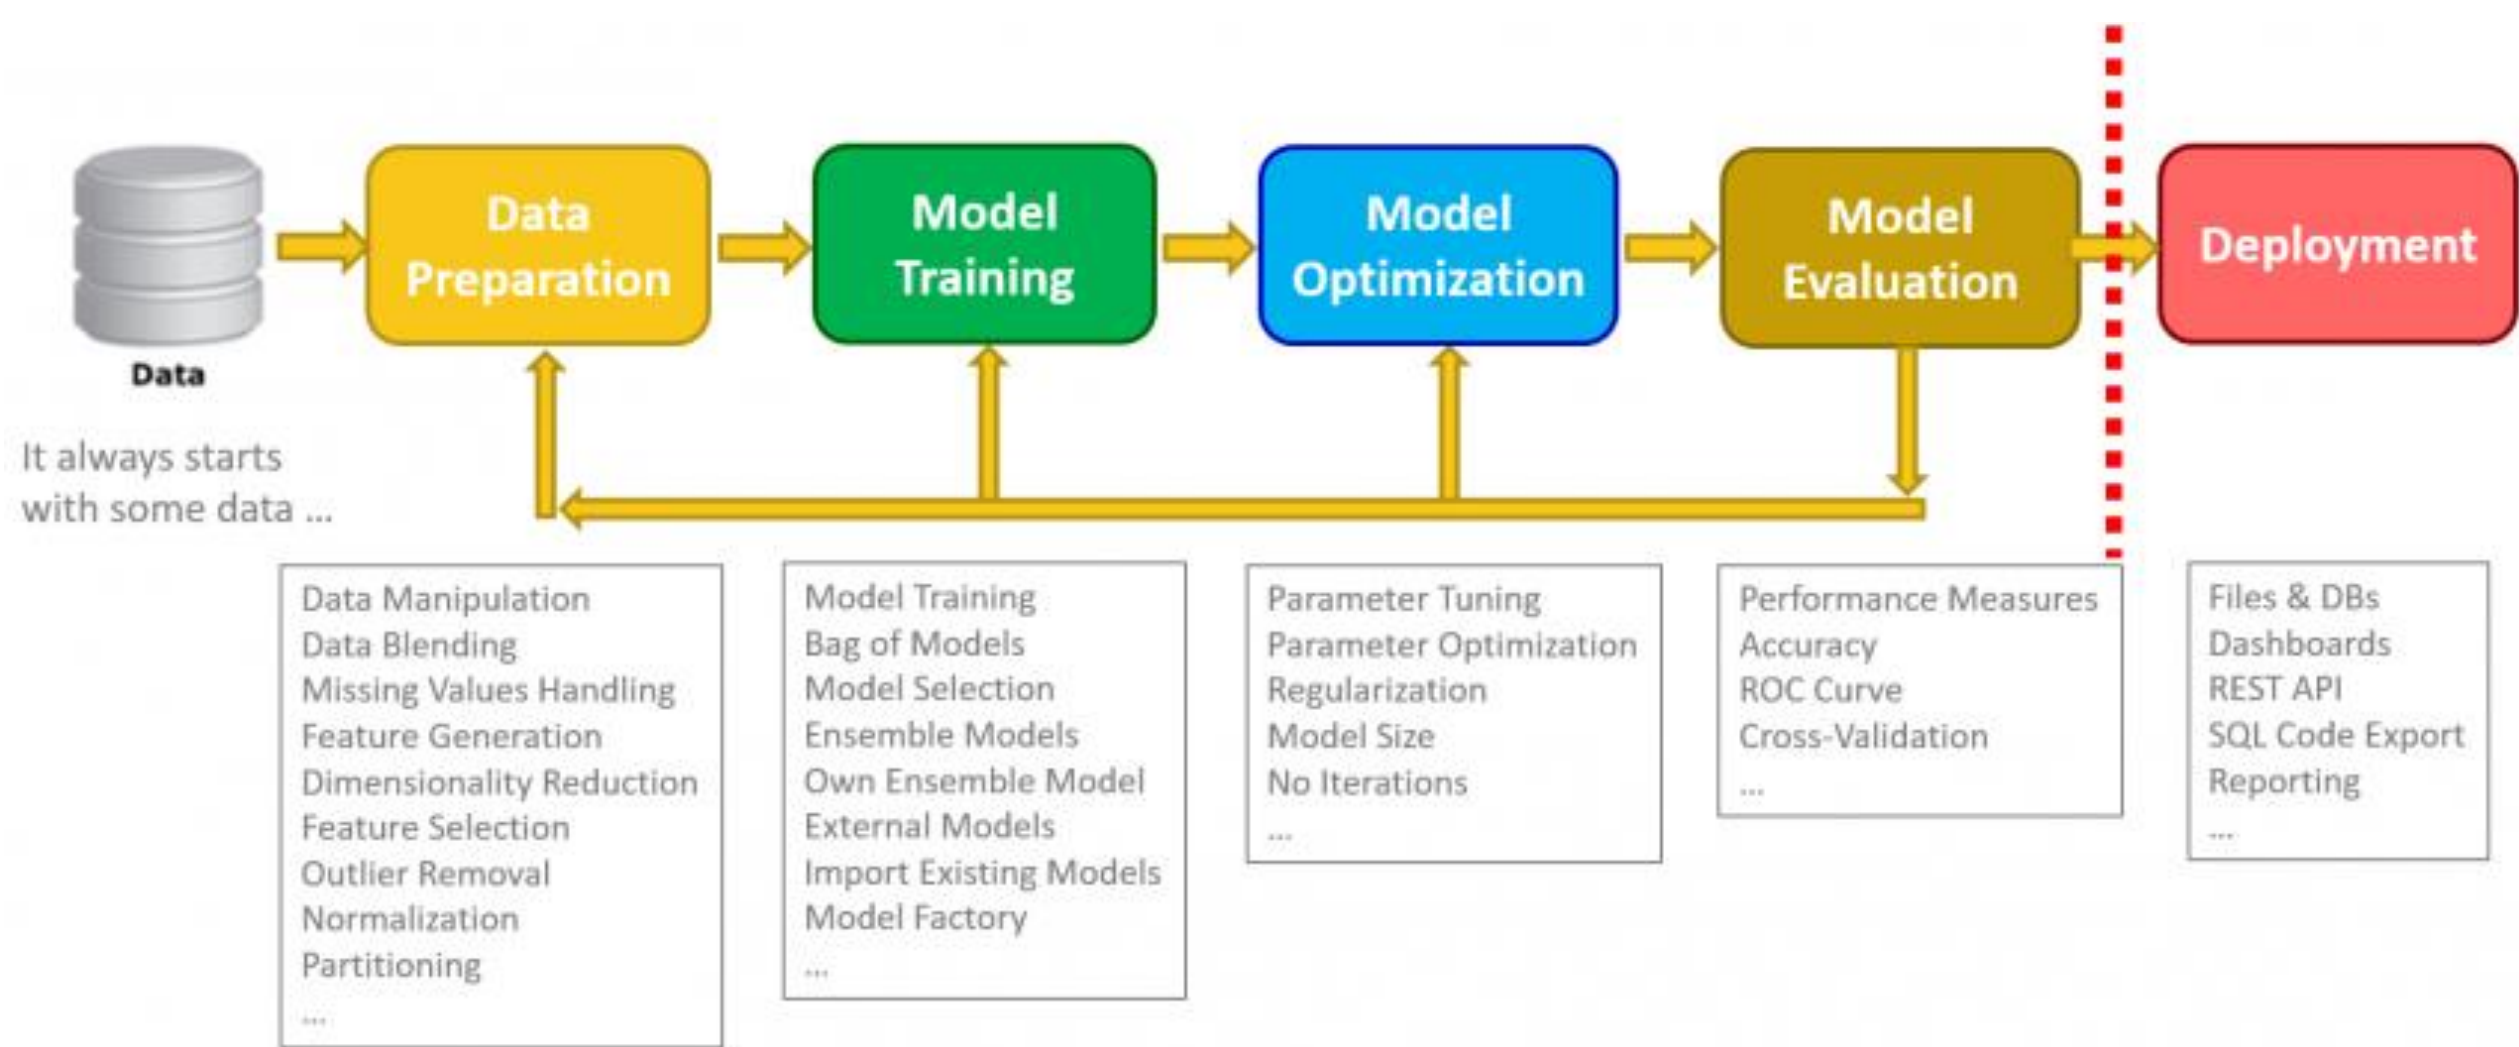 Data
Preparation
Model
Training
Model
Optimization
Model
Evaluation
Deployment
Data
It always starts
with some data ...
Data Manipulation
Data Blending
Missing Values Handling
Feature Generation
Dimensionality Reduction
Feature Selection
Outlier Removal
Normalization
Partitioning
...
Model Training
Bag of Models
Model Selection
Ensemble Models
Own Ensemble Model
External Models
Import Existing Models
Model Factory
...
Parameter Tuning
Parameter Optimization
Regularization
Model Size
No Iterations
...
Performance Measures
Accuracy
ROC Curve
Cross-Validation
...
Files & DBs
Dashboards
REST API
SQL Code Export
Reporting
...